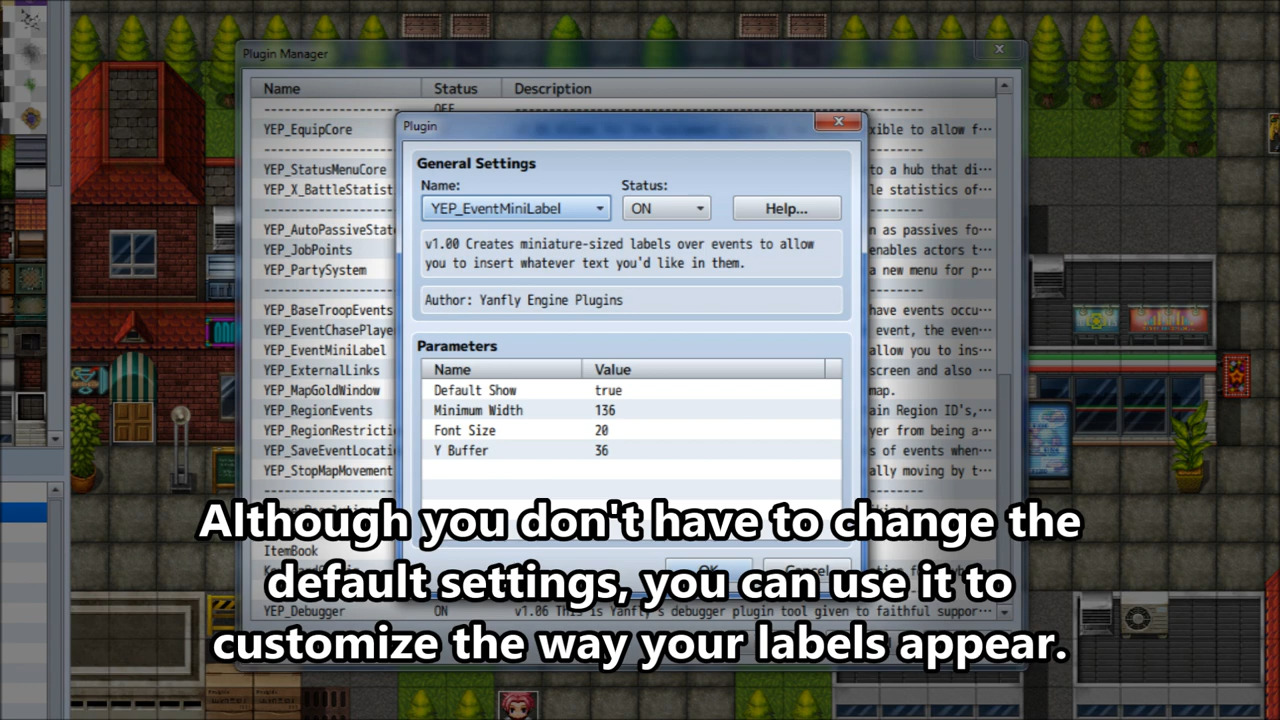 Plugin Manager
Name Status Description
OFF
YEP_EquipCore
xible to allow f···
YEP_StatusMenuCore
to a hub that di···
YEP_X_BattleStatist
le statistics of···
YEP_AutoPassiveState
n as passives fo···
YEP_JobPoints
enables actors t···
YEP_PartySystem
a new menu for p···
YEP_BaseTroopEvents
have events occu···
YEP_EventChasePlaye
event, the even···
YEP_EventMiniLabel
allow you to ins···
YEP_ExternalLinks
screen and also ···
YEP_MapGoldWindow
map.
YEP_RegionEvents
ain Region ID's,···
YEP_RegionRestricti
yer from being a···
YEP_SaveEventLocati
s of events when···
YEP_StopMapMovement
ally moving by t···
ItemBook
YEP_Debugger ON v1.06 This is Yanfly's debugger plugin tool given to faithful suppor···
Plugin
General Settings
Name: Status:
YEP_EventMiniLabel ON Help...
v1.00 Creates miniature-sized labels over events to allow
you to insert whatever text you'd like in them.
Author: Yanfly Engine Plugins
Parameters
Name Value
Default Show true
Minimum Width 136
Font Size 20
Y Buffer 36
OK Cancel
Although you don't have to change the
default settings, you can use it to
customize the way your labels appear.